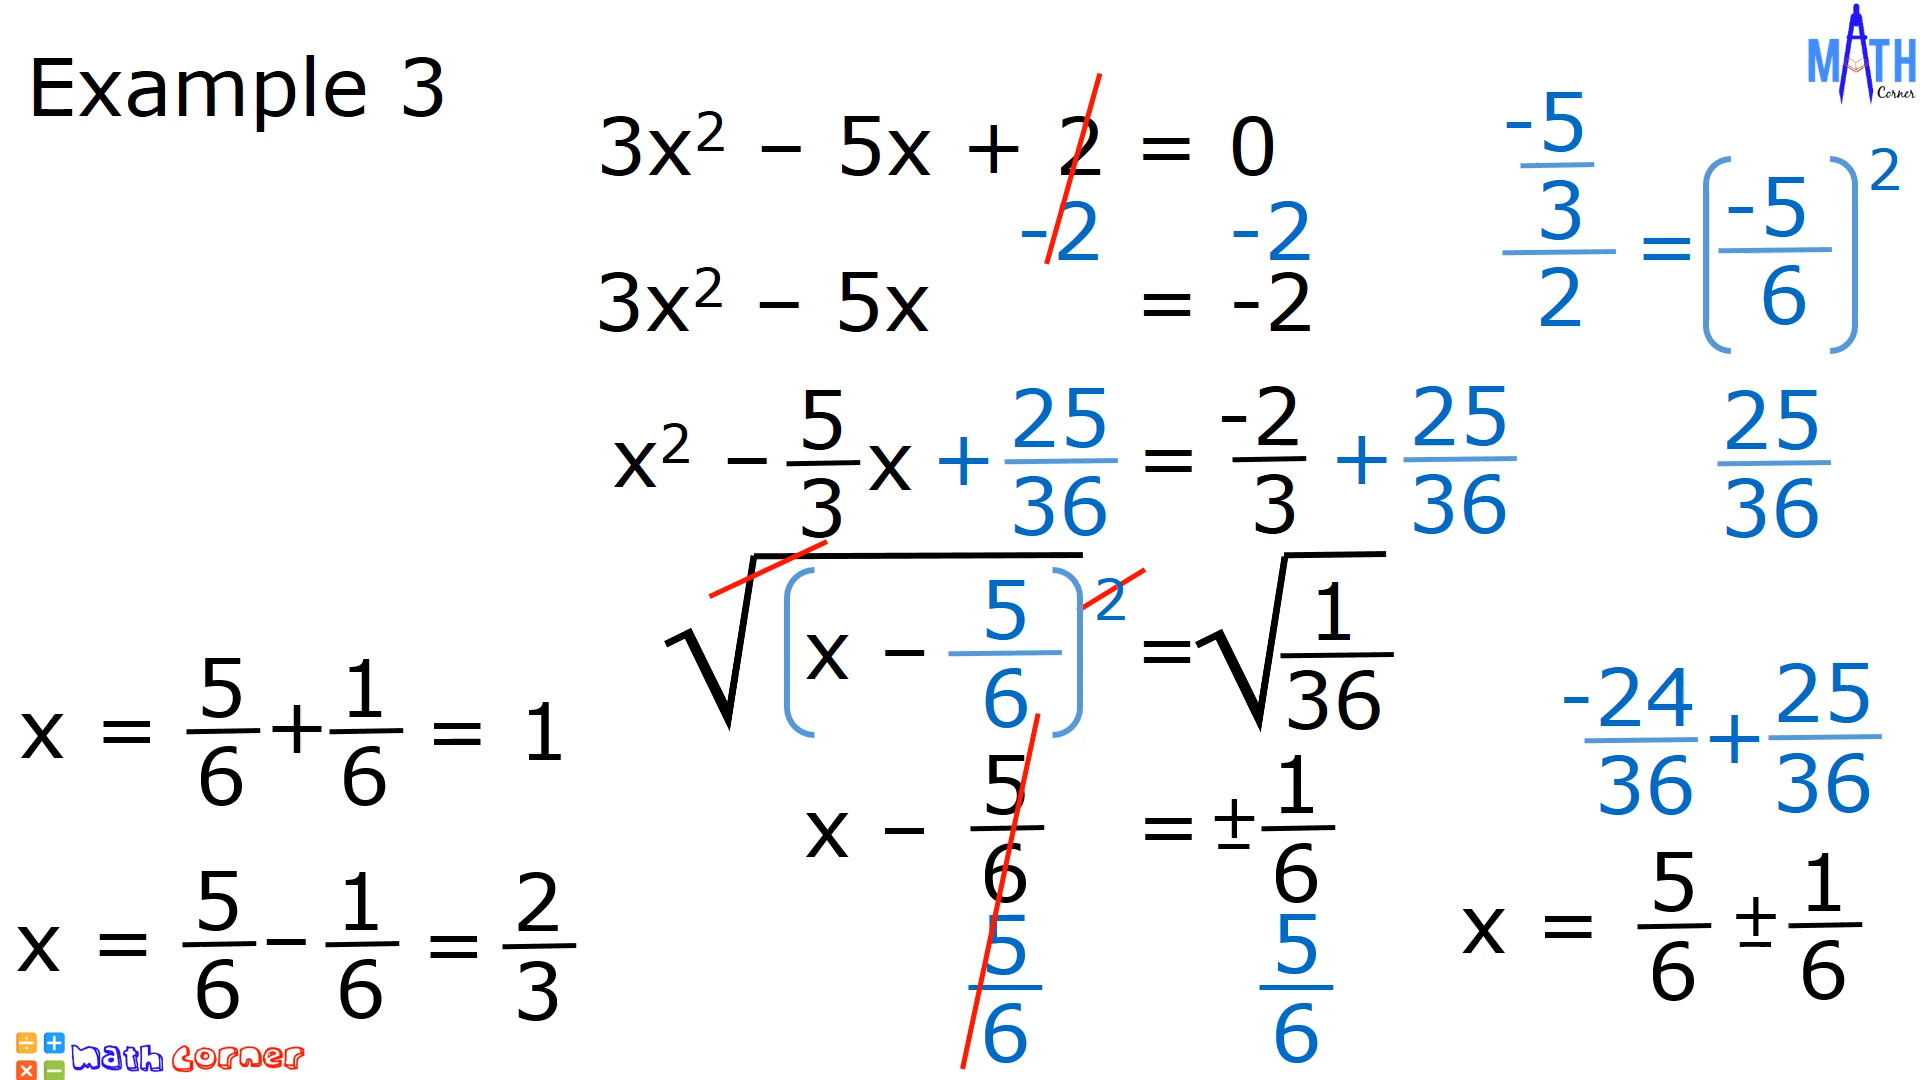 Example 3
MATH
Corner
3x² – 5x + 2 = 0
-2 -2
3x² – 5x = -2
x² – 5/3 x + 25/36 = -2/3 + 25/36
√(x – 5/6)² = √1/36
x – 5/6 = ±1/6
5/6 5/6
-5/3/2 = (-5/6)²
25/36
-24/36 + 25/36
x = 5/6 ± 1/6
x = 5/6 + 1/6 = 1
x = 5/6 – 1/6 = 2/3
÷ + × –
Math Corner